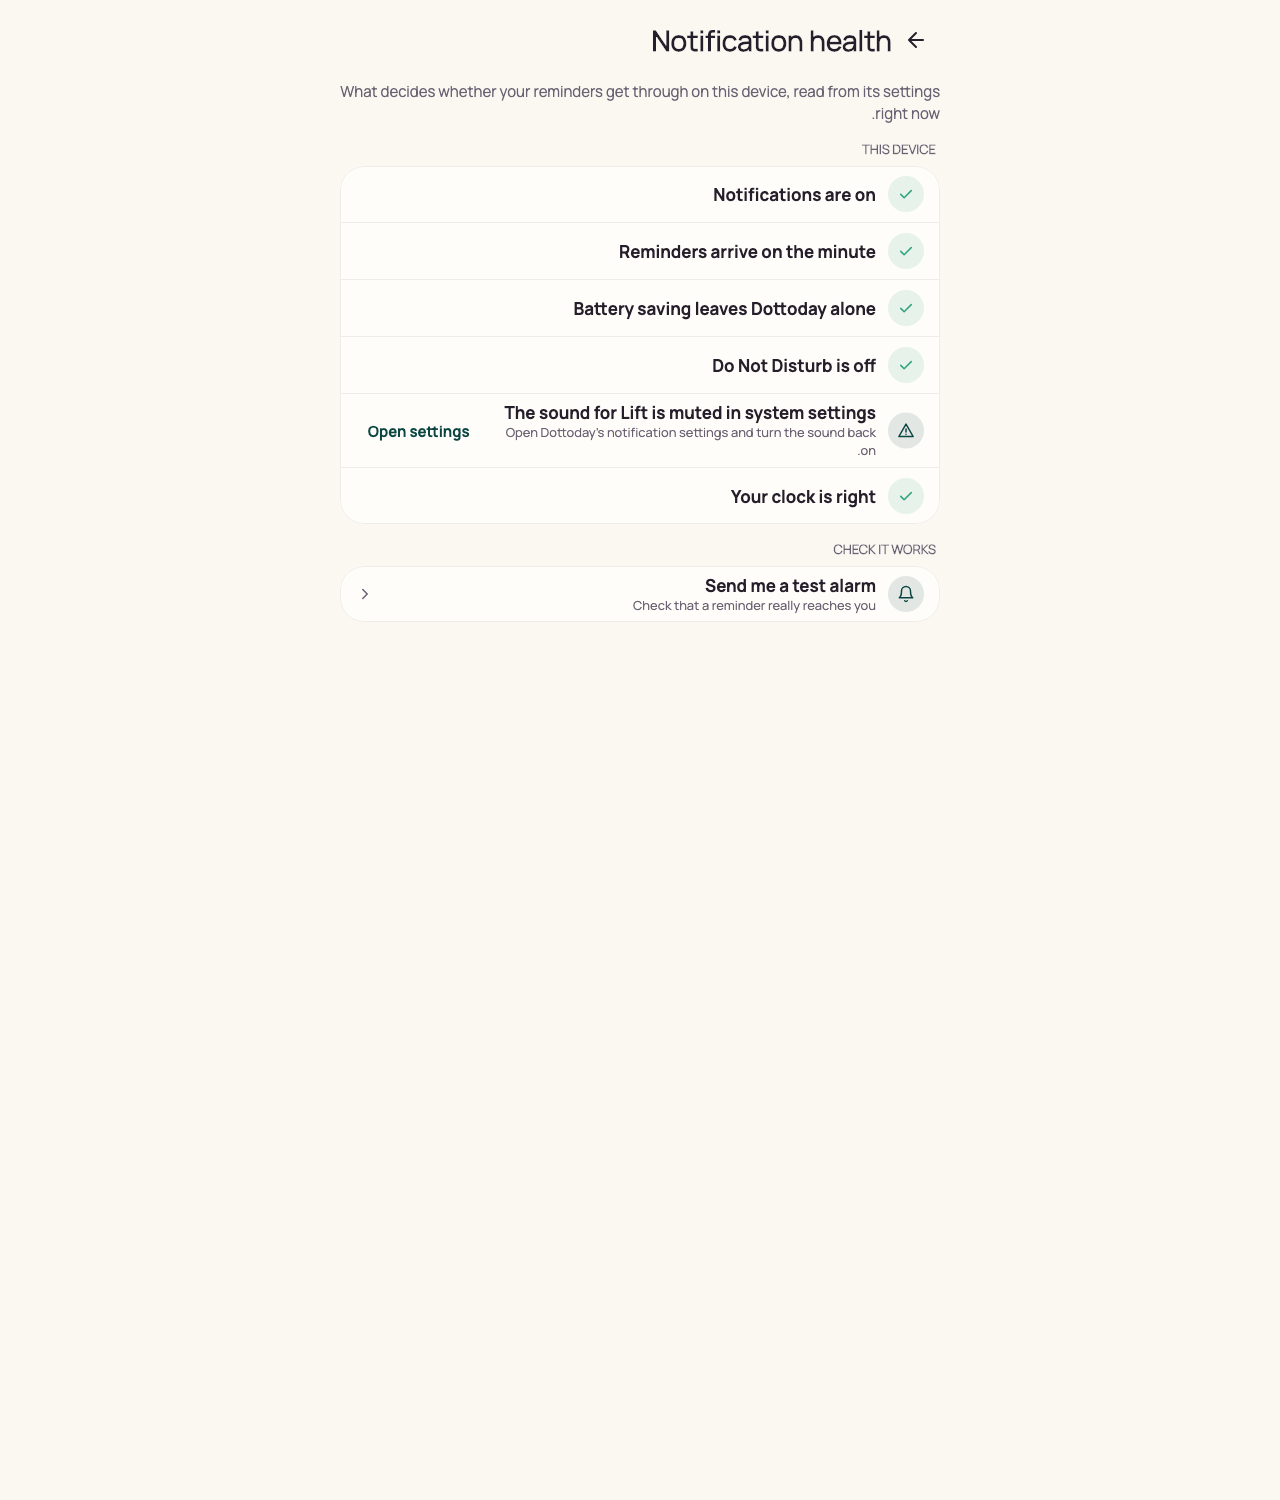 Notification health
What decides whether your reminders get through on this device, read from its settings
right now.
THIS DEVICE
Notifications are on
Reminders arrive on the minute
Battery saving leaves Dottoday alone
Do Not Disturb is off
The sound for Lift is muted in system settings
Open Dottoday's notification settings and turn the sound back
on.
Open settings
Your clock is right
CHECK IT WORKS
Send me a test alarm
Check that a reminder really reaches you